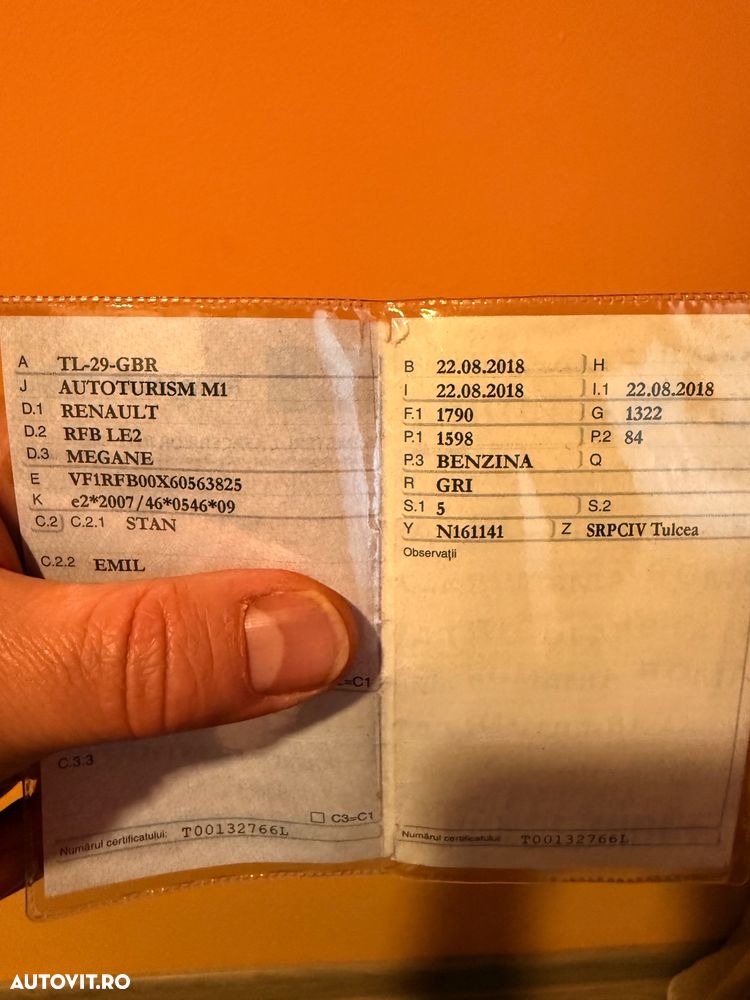 A TL-29-GBR
J AUTOTURISM M1
D.1 RENAULT
D.2 RFB LE2
D.3 MEGANE
E VF1RFB00X60563825
K e2*2007/46*0546*09
C.2 C.2.1 STAN
C.2.2 EMIL
=C1
C.3.3
C3=C1
Numărul certificatului: T00132766L
B 22.08.2018 H
I 22.08.2018 I.1 22.08.2018
F.1 1790 G 1322
P.1 1598 P.2 84
P.3 BENZINA Q
R GRI
S.1 5 S.2
Y N161141 Z SRPCIV Tulcea
Observații
Numărul certificatului T00132766L
AUTOVIT.RO